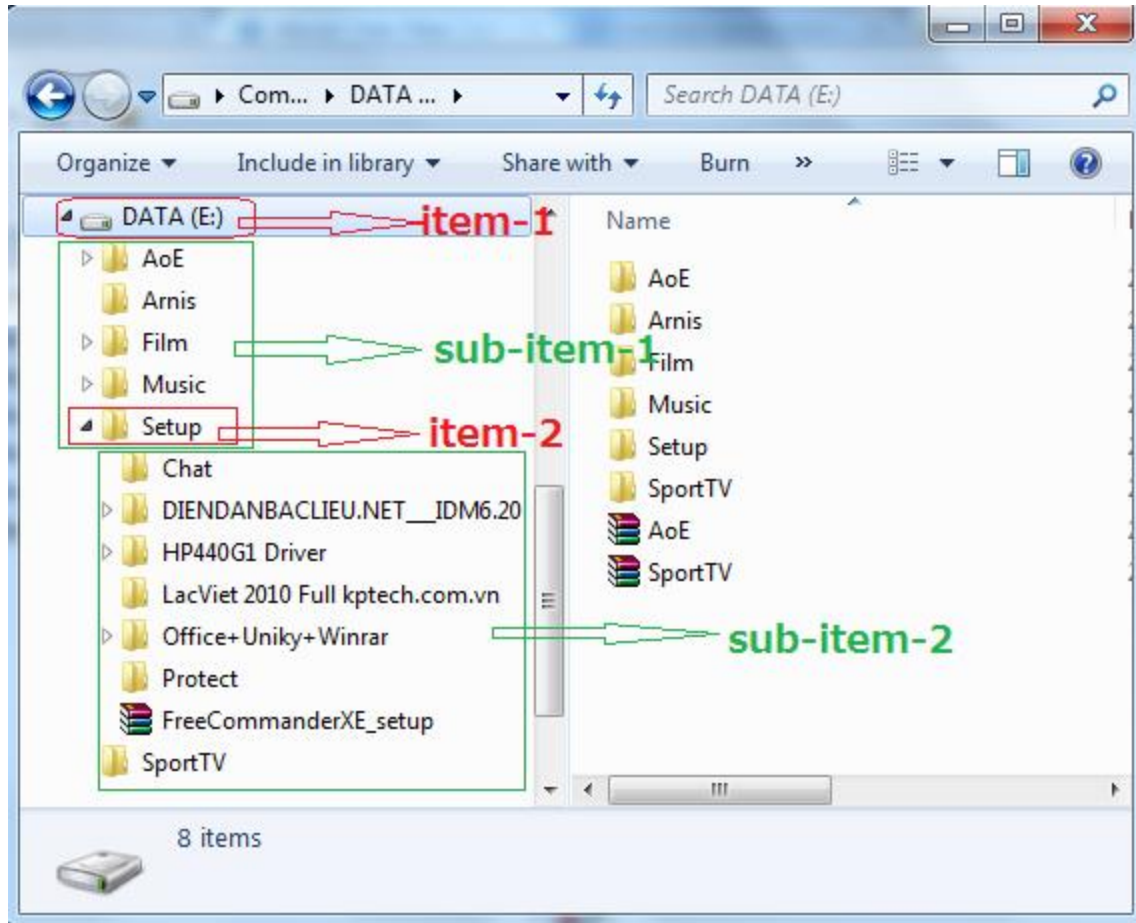 Com... DATA ...
Search DATA (E:)
Organize Include in library Share with Burn »
DATA (E:) item-1
AoE
Arnis
Film sub-item-1
Music
Setup item-2
Chat
DIENDANBACLIEU.NET___IDM6.20
HP440G1 Driver
LacViet 2010 Full kptech.com.vn
Office+Uniky+Winrar sub-item-2
Protect
FreeCommanderXE_setup
SportTV
Name
AoE
Arnis
Film
Music
Setup
SportTV
AoE
SportTV
8 items